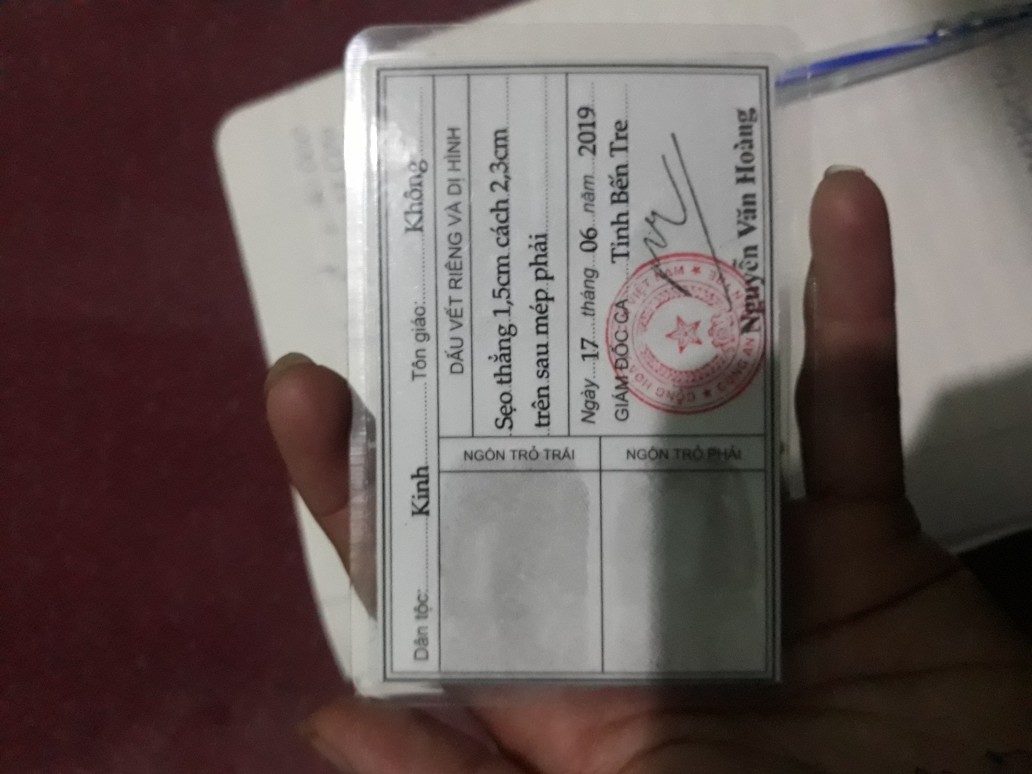 Dân tộc: Kinh Tôn giáo: Không
DẤU VẾT RIÊNG VÀ DỊ HÌNH
Sẹo thẳng 1,5cm cách 2,3cm
trên sau mép phải
Ngày 17 tháng 06 năm 2019
GIÁM ĐỐC CA Tỉnh Bến Tre
Nguyễn Văn Hoàng
NGÓN TRỎ TRÁI
NGÓN TRỎ PHẢI